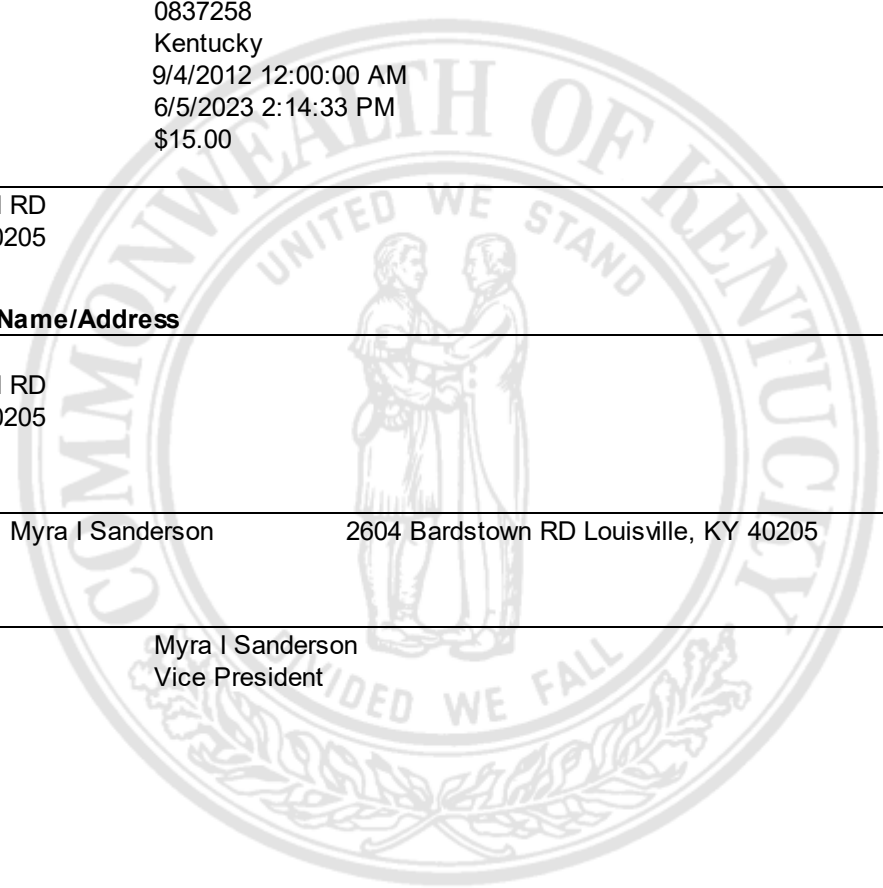 0837258
Kentucky
9/4/2012 12:00:00 AM
6/5/2023 2:14:33 PM
$15.00
RD
0205
Name/Address
RD
0205
Myra I Sanderson 2604 Bardstown RD Louisville, KY 40205
Myra I Sanderson
Vice President
COMMONWEALTH OF KENTUCKY
UNITED WE STAND
DIVIDED WE FALL